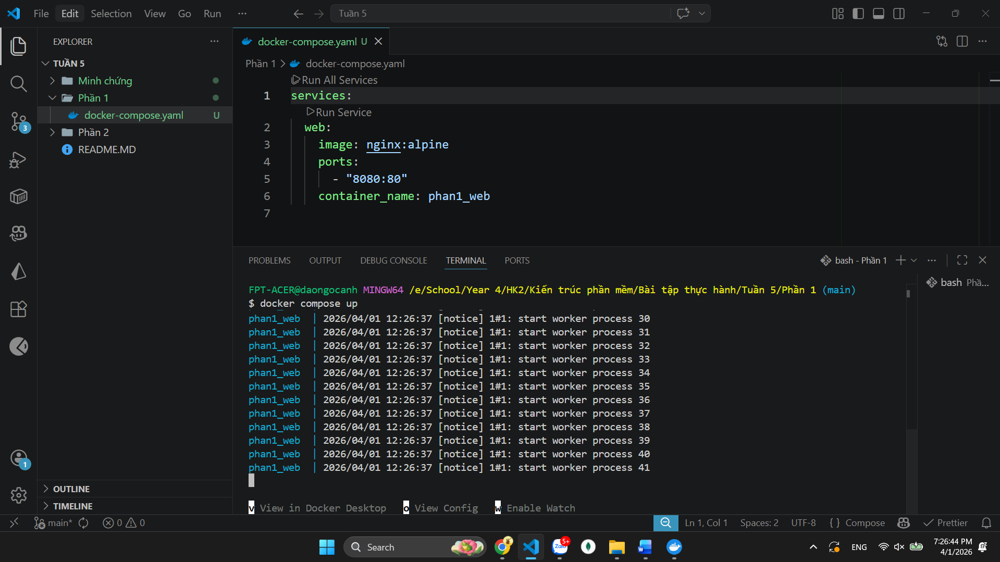 File Edit Selection View Go Run ··· Tuần 5
EXPLORER ···
TUẦN 5
Minh chứng
Phần 1
docker-compose.yaml U
Phần 2
README.MD
OUTLINE
TIMELINE
3
1
docker-compose.yaml U
Phần 1 > docker-compose.yaml
Run All Services
1 services:
Run Service
2 web:
3 image: nginx:alpine
4 ports:
5 - "8080:80"
6 container_name: phan1_web
7
PROBLEMS OUTPUT DEBUG CONSOLE TERMINAL PORTS bash - Phần 1
bash Phầ...
FPT-ACER@daongocanh MINGW64 /e/School/Year 4/HK2/Kiến trúc phần mềm/Bài tập thực hành/Tuần 5/Phần 1 (main)
$ docker compose up
phan1_web | 2026/04/01 12:26:37 [notice] 1#1: start worker process 30
phan1_web | 2026/04/01 12:26:37 [notice] 1#1: start worker process 31
phan1_web | 2026/04/01 12:26:37 [notice] 1#1: start worker process 32
phan1_web | 2026/04/01 12:26:37 [notice] 1#1: start worker process 33
phan1_web | 2026/04/01 12:26:37 [notice] 1#1: start worker process 34
phan1_web | 2026/04/01 12:26:37 [notice] 1#1: start worker process 35
phan1_web | 2026/04/01 12:26:37 [notice] 1#1: start worker process 36
phan1_web | 2026/04/01 12:26:37 [notice] 1#1: start worker process 37
phan1_web | 2026/04/01 12:26:37 [notice] 1#1: start worker process 38
phan1_web | 2026/04/01 12:26:37 [notice] 1#1: start worker process 39
phan1_web | 2026/04/01 12:26:37 [notice] 1#1: start worker process 40
phan1_web | 2026/04/01 12:26:37 [notice] 1#1: start worker process 41
v View in Docker Desktop o View Config w Enable Watch
main* 0 0 Ln 1, Col 1 Spaces: 2 UTF-8 { } Compose Prettier
Search Zalo 5+ W ENG 7:26:44 PM
4/1/2026